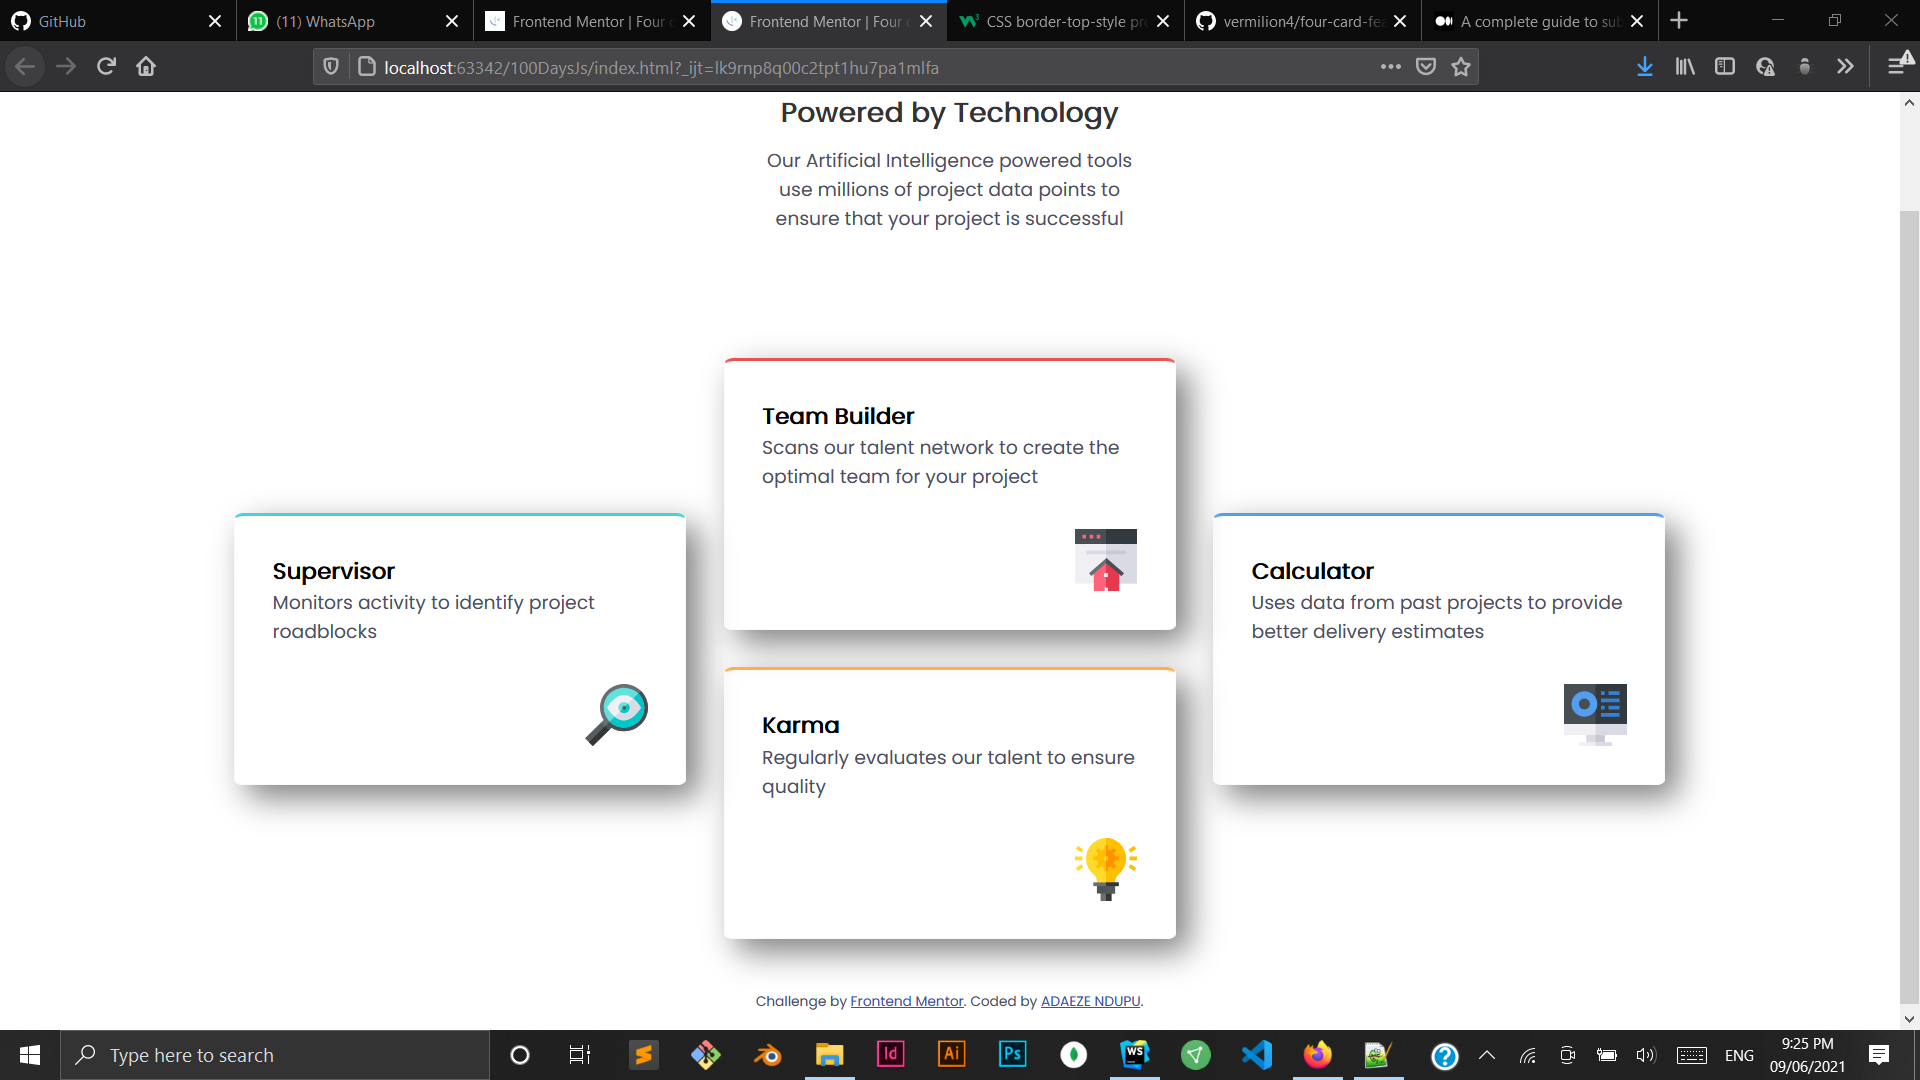 GitHub
(11) WhatsApp
Frontend Mentor | Four
Frontend Mentor | Four
CSS border-top-style pr
vermilion4/four-card-fea
A complete guide to sub
localhost:63342/100DaysJs/index.html?_ijt=lk9rnp8q00c2tpt1hu7pa1mlfa
Powered by Technology
Our Artificial Intelligence powered tools
use millions of project data points to
ensure that your project is successful
Team Builder
Scans our talent network to create the
optimal team for your project
Supervisor
Monitors activity to identify project
roadblocks
Calculator
Uses data from past projects to provide
better delivery estimates
Karma
Regularly evaluates our talent to ensure
quality
Challenge by Frontend Mentor. Coded by ADAEZE NDUPU.
Type here to search
Id
Ai
Ps
WS
ENG
9:25 PM
09/06/2021